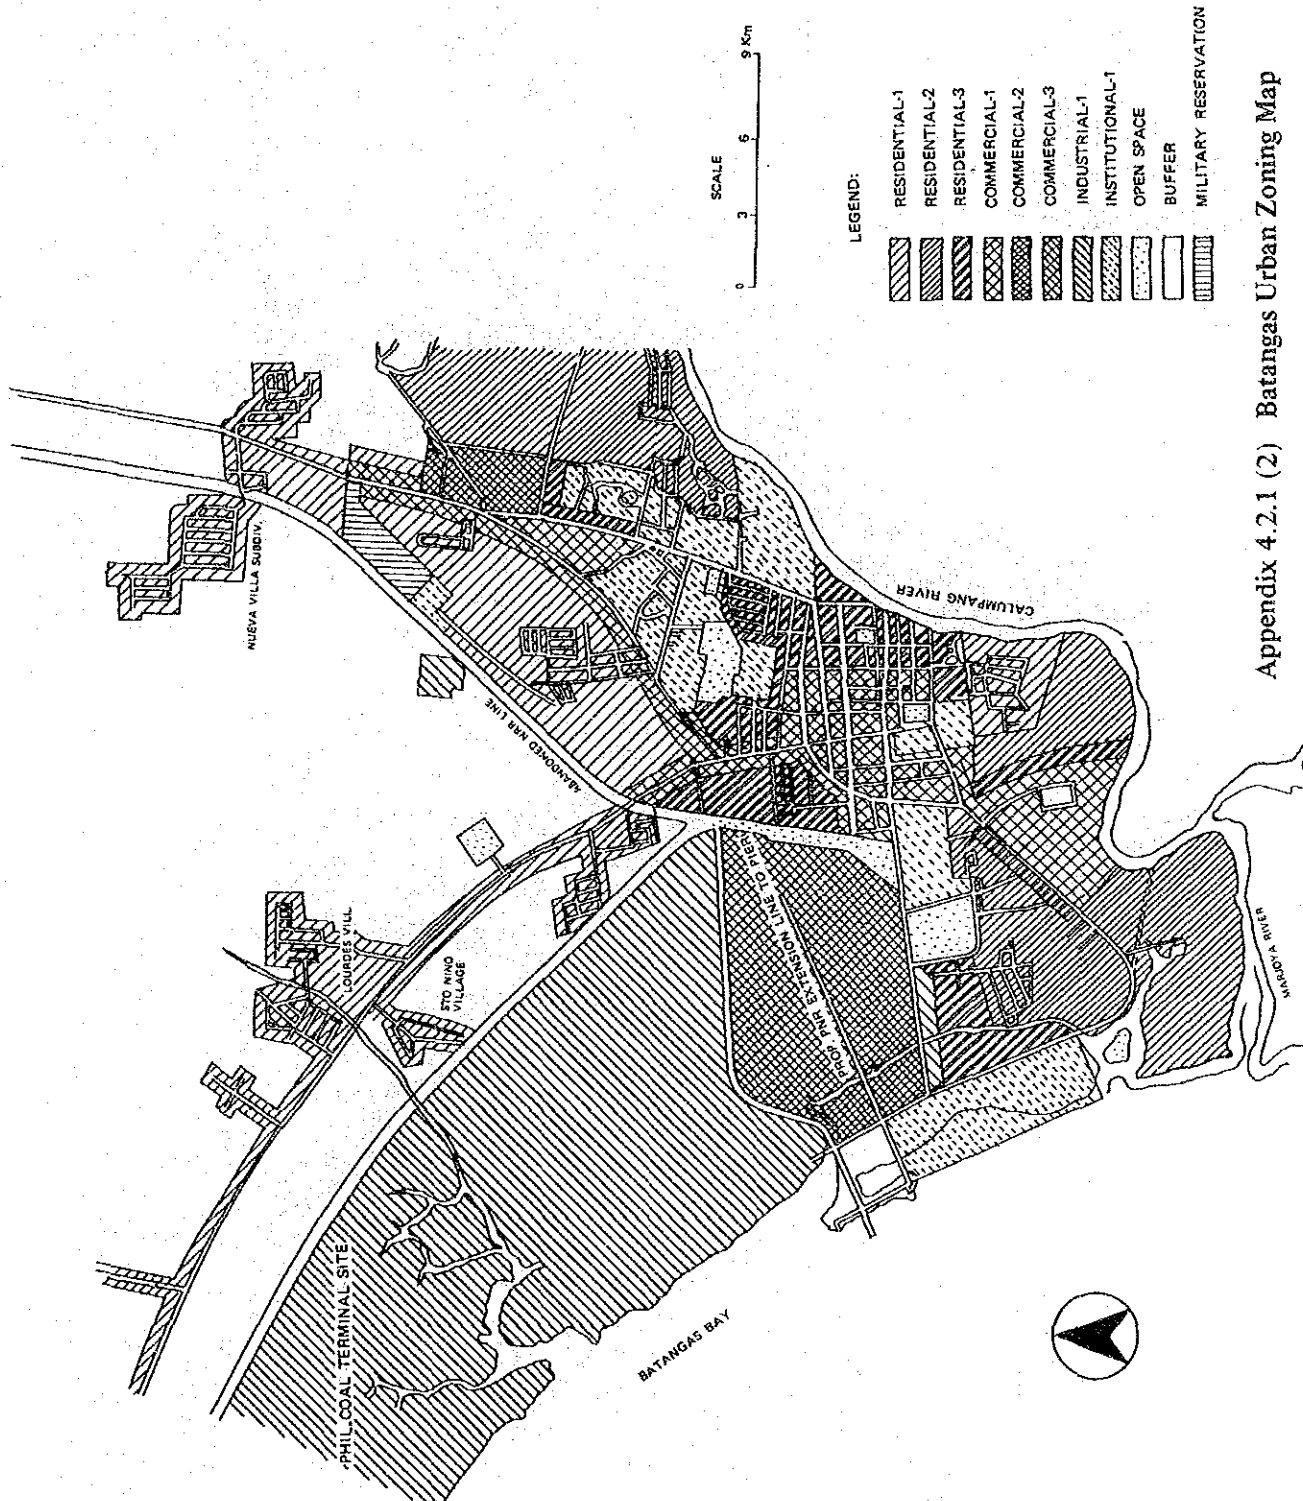 NUEVA VILLA SUBDIV.
ABANDONED NAR LINE
LOURDES VILL.
STO NINO
VILLAGE
PHIL. COAL TERMINAL SITE
BATANGAS BAY
PROP PNR EXTENSION LINE TO PIER
CALUMPANG RIVER
MARJOYA RIVER
SCALE
0 3 6 9 Km
LEGEND:
RESIDENTIAL-1
RESIDENTIAL-2
RESIDENTIAL-3
COMMERCIAL-1
COMMERCIAL-2
COMMERCIAL-3
INDUSTRIAL-1
INSTITUTIONAL-1
OPEN SPACE
BUFFER
MILITARY RESERVATION
Appendix 4.2.1 (2) Batangas Urban Zoning Map